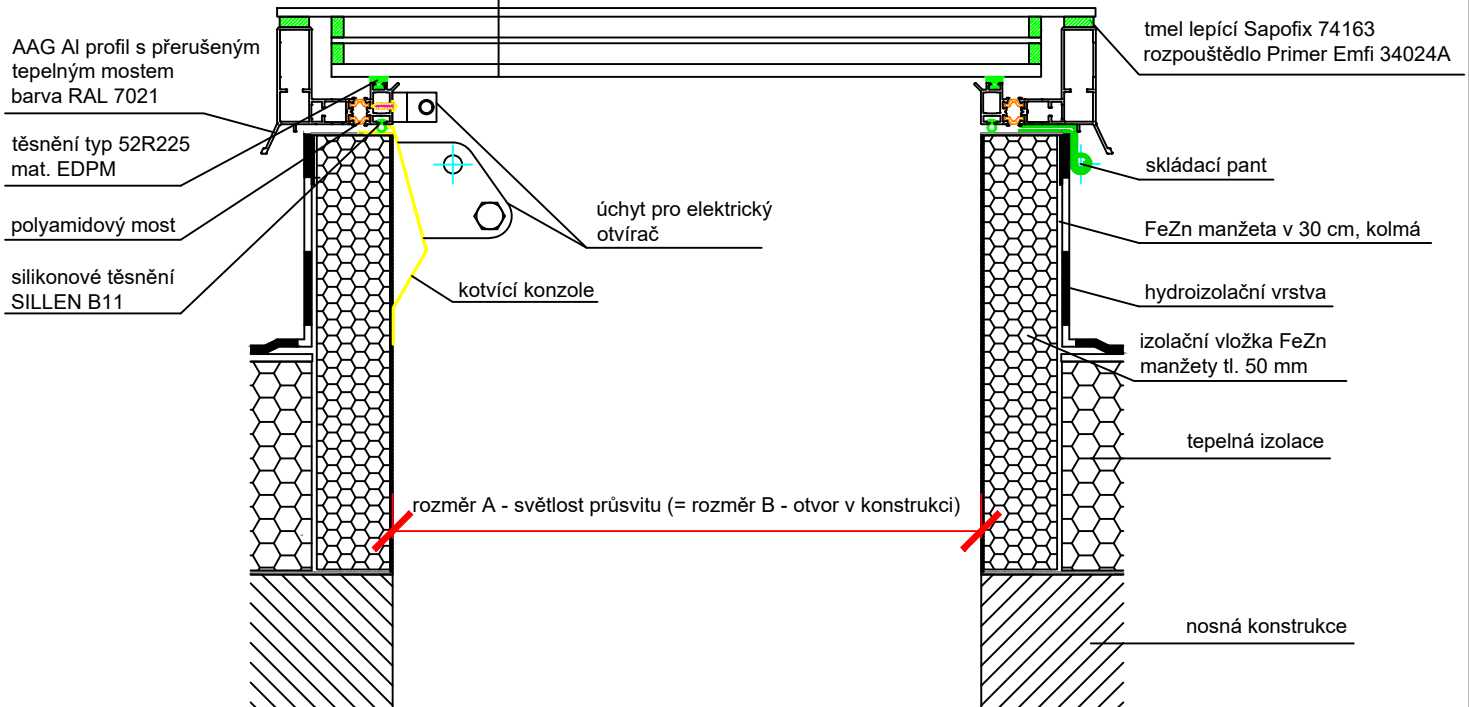 AAG Al profil s přerušeným
tepelným mostem
barva RAL 7021
těsnění typ 52R225
mat. EDPM
polyamidový most
silikonové těsnění
SILLEN B11
úchyt pro elektrický
otvírač
kotvící konzole
rozměr A - světlost průsvitu (= rozměr B - otvor v konstrukci)
tmel lepící Sapofix 74163
rozpouštědlo Primer Emfi 34024A
skládací pant
FeZn manžeta v 30 cm, kolmá
hydroizolační vrstva
izolační vložka FeZn
manžety tl. 50 mm
tepelná izolace
nosná konstrukce